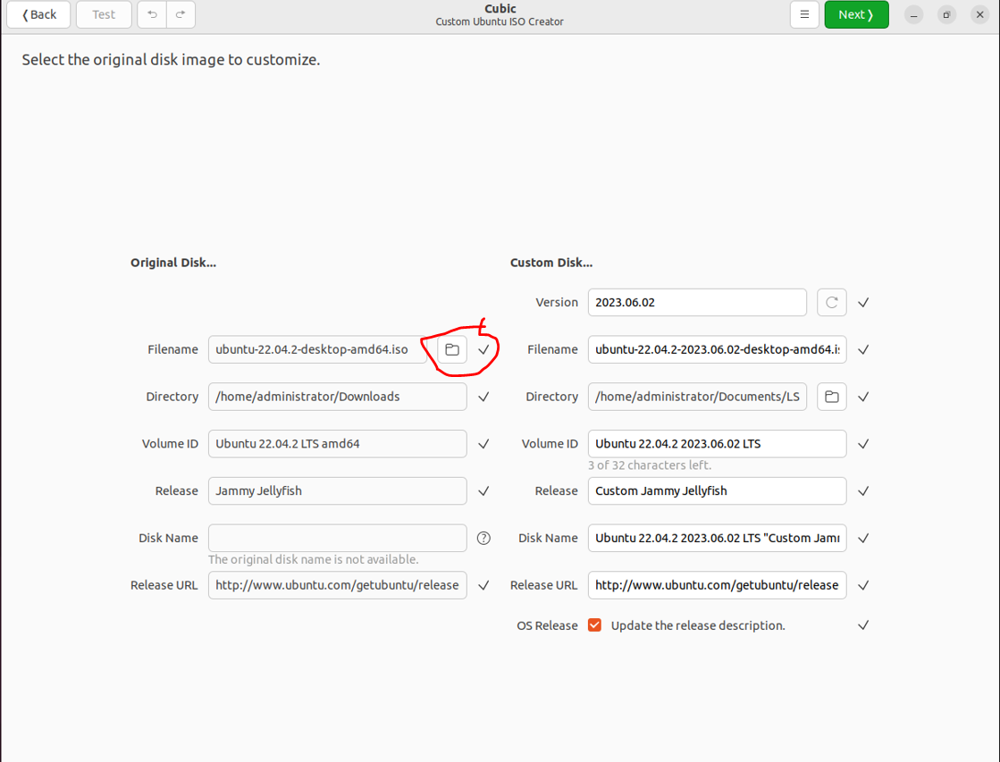 ❬Back Test Cubic Next❭
Custom Ubuntu ISO Creator
Select the original disk image to customize.
Original Disk... Custom Disk...
Version 2023.06.02
Filename ubuntu-22.04.2-desktop-amd64.iso Filename ubuntu-22.04.2-2023.06.02-desktop-amd64.i
Directory /home/administrator/Downloads Directory /home/administrator/Documents/LS
Volume ID Ubuntu 22.04.2 LTS amd64 Volume ID Ubuntu 22.04.2 2023.06.02 LTS
3 of 32 characters left.
Release Jammy Jellyfish Release Custom Jammy Jellyfish
Disk Name Disk Name Ubuntu 22.04.2 2023.06.02 LTS "Custom Jam
The original disk name is not available.
Release URL http://www.ubuntu.com/getubuntu/release Release URL http://www.ubuntu.com/getubuntu/release
OS Release Update the release description.